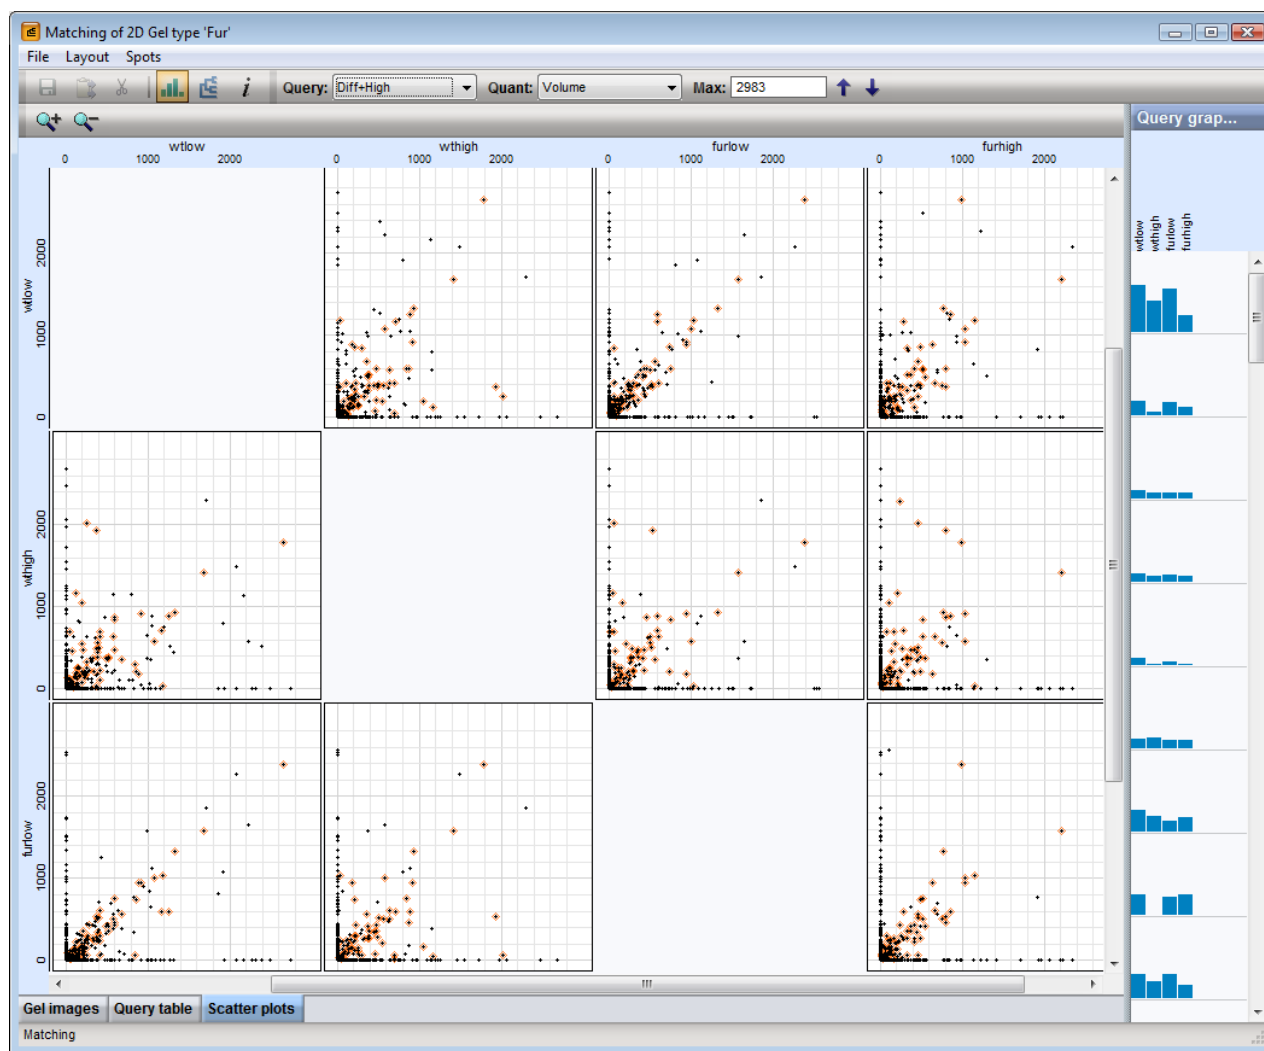 Matching of 2D Gel type 'Fur'
File Layout Spots
Query: Diff+High Quant: Volume Max: 2983
Query grap...
wtlow wthigh furlow furhigh
0 1000 2000 0 1000 2000 0 1000 2000 0 1000 2000
wtlow
wthigh
furlow
furhigh
2000
wtlow
1000
0
2000
wthigh
1000
0
2000
furlow
1000
0
Gel images Query table Scatter plots
Matching